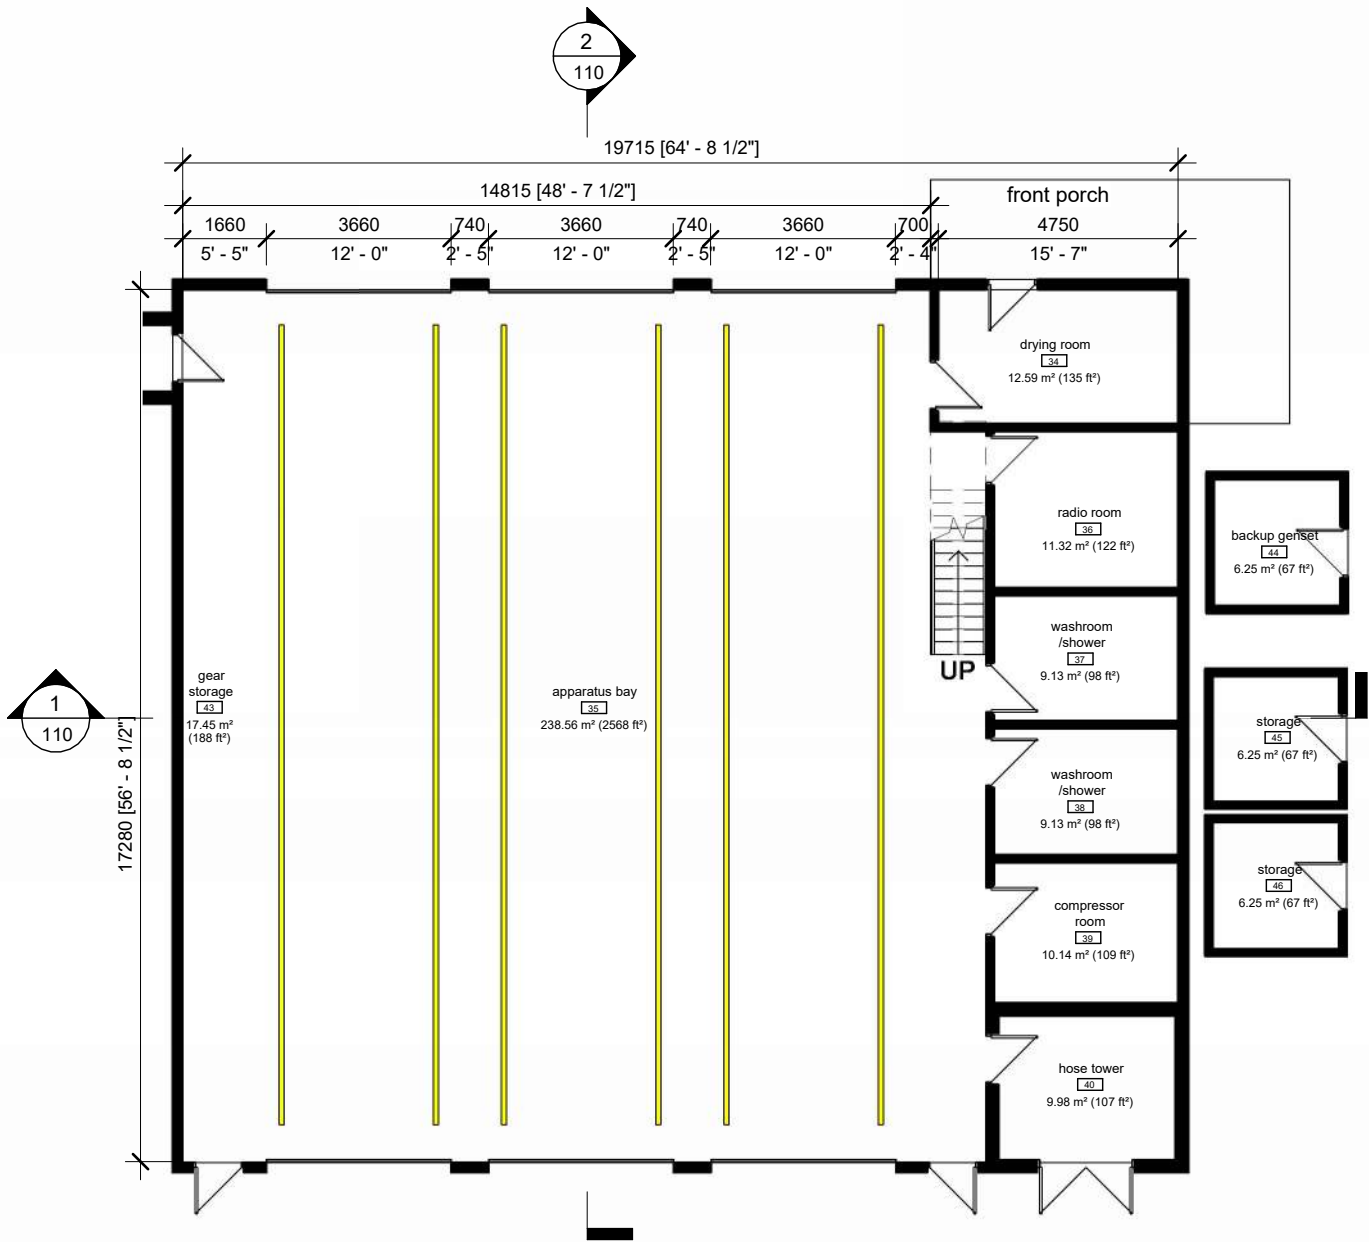 2
110
19715 [64' - 8 1/2"]
14815 [48' - 7 1/2"]
front porch
1660 3660 740 3660 740 3660 700 4750
5' - 5" 12' - 0" 2' - 5" 12' - 0" 2' - 5" 12' - 0" 2' - 4" 15' - 7"
drying room
34
12.59 m² (135 ft²)
radio room
36
11.32 m² (122 ft²)
backup genset
44
6.25 m² (67 ft²)
washroom
/shower
37
9.13 m² (98 ft²)
UP
gear
storage
43
17.45 m²
(188 ft²)
apparatus bay
35
238.56 m² (2568 ft²)
1
110
17280 [56' - 8 1/2"]
storage
45
6.25 m² (67 ft²)
washroom
/shower
38
9.13 m² (98 ft²)
storage
46
6.25 m² (67 ft²)
compressor
room
39
10.14 m² (109 ft²)
hose tower
40
9.98 m² (107 ft²)